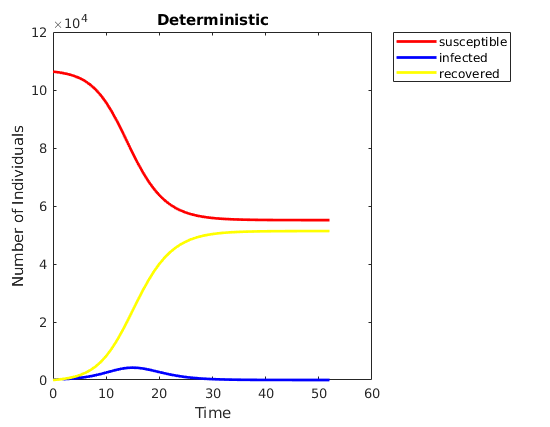 Deterministic
×10^4
12
10
8
6
4
2
0
0 10 20 30 40 50 60
Number of Individuals
Time
susceptible
infected
recovered